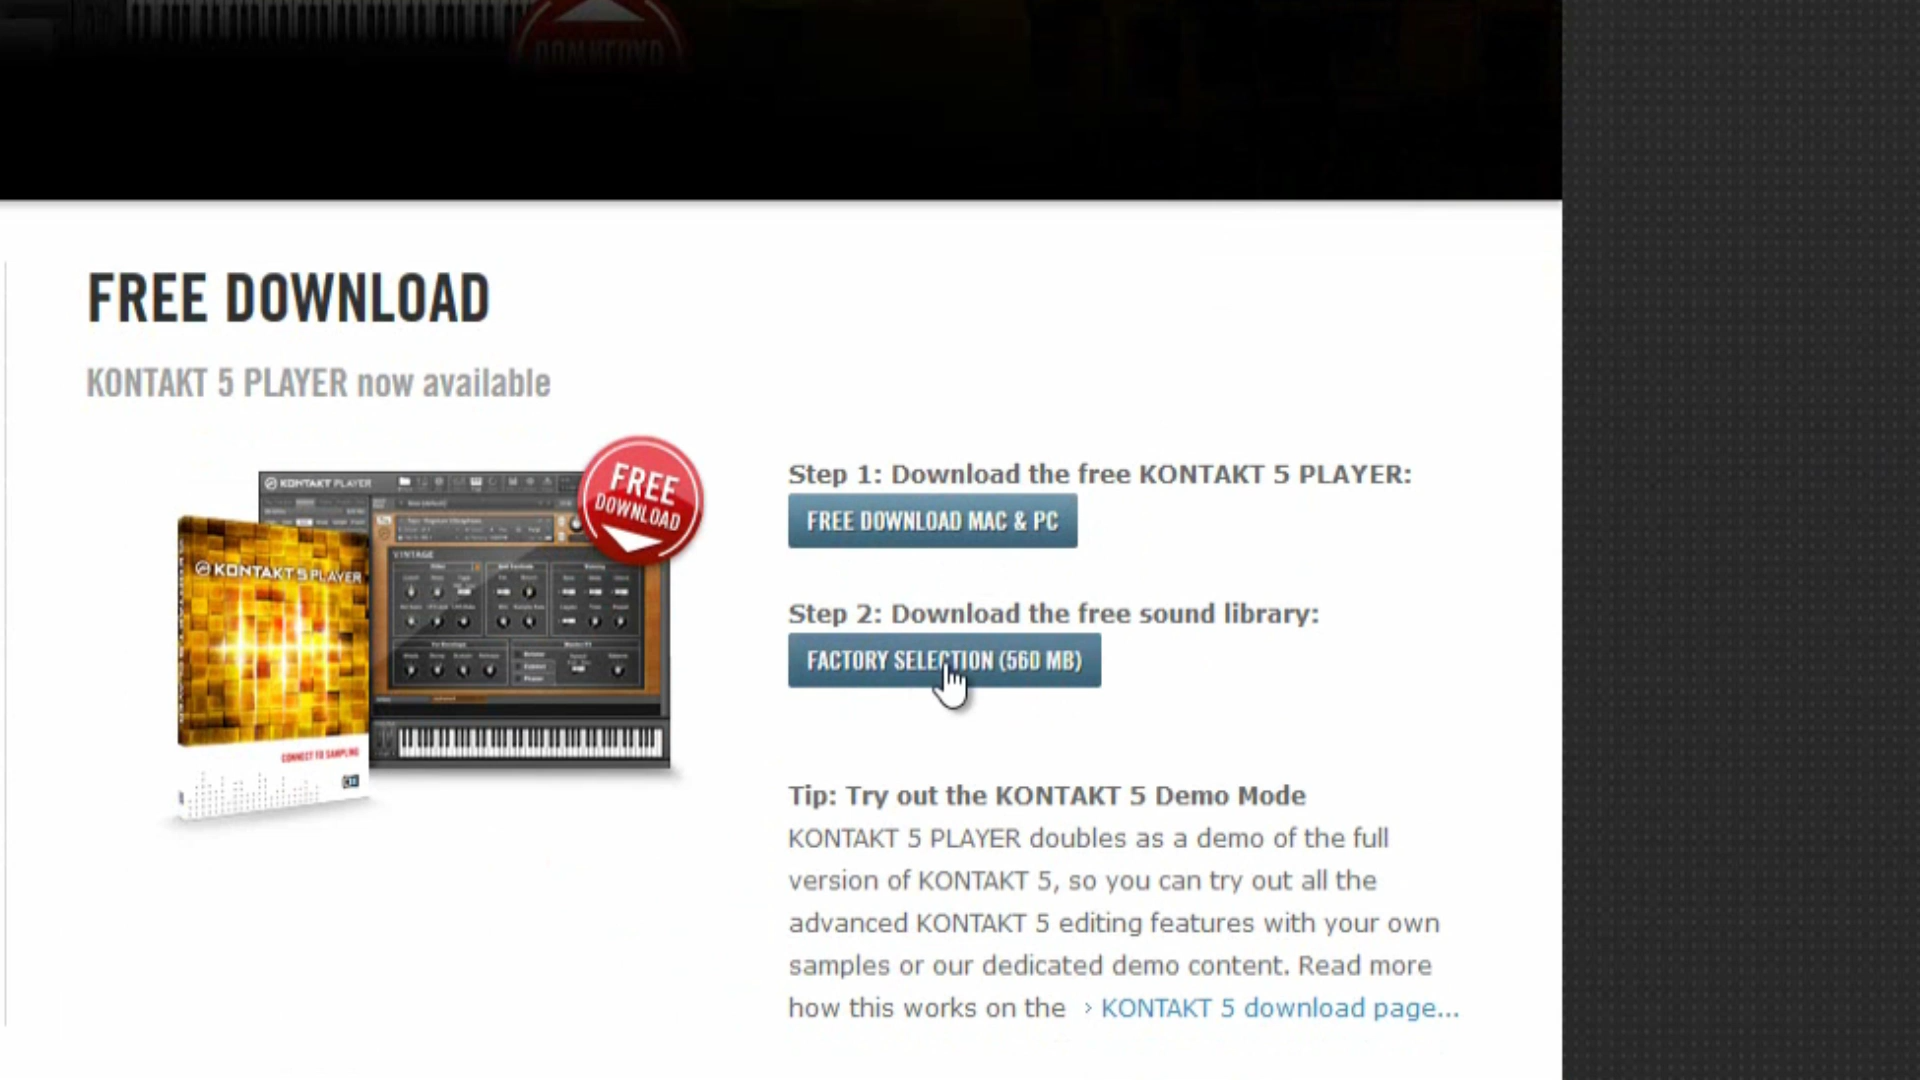 FREE DOWNLOAD
KONTAKT 5 PLAYER now available
KONTAKT PLAYER
FREE
DOWNLOAD
VINTAGE
KONTAKT 5 PLAYER
CONNECT TO SAMPLING
Step 1: Download the free KONTAKT 5 PLAYER:
FREE DOWNLOAD MAC & PC
Step 2: Download the free sound library:
FACTORY SELECTION (560 MB)
Tip: Try out the KONTAKT 5 Demo Mode
KONTAKT 5 PLAYER doubles as a demo of the full
version of KONTAKT 5, so you can try out all the
advanced KONTAKT 5 editing features with your own
samples or our dedicated demo content. Read more
how this works on the › KONTAKT 5 download page...